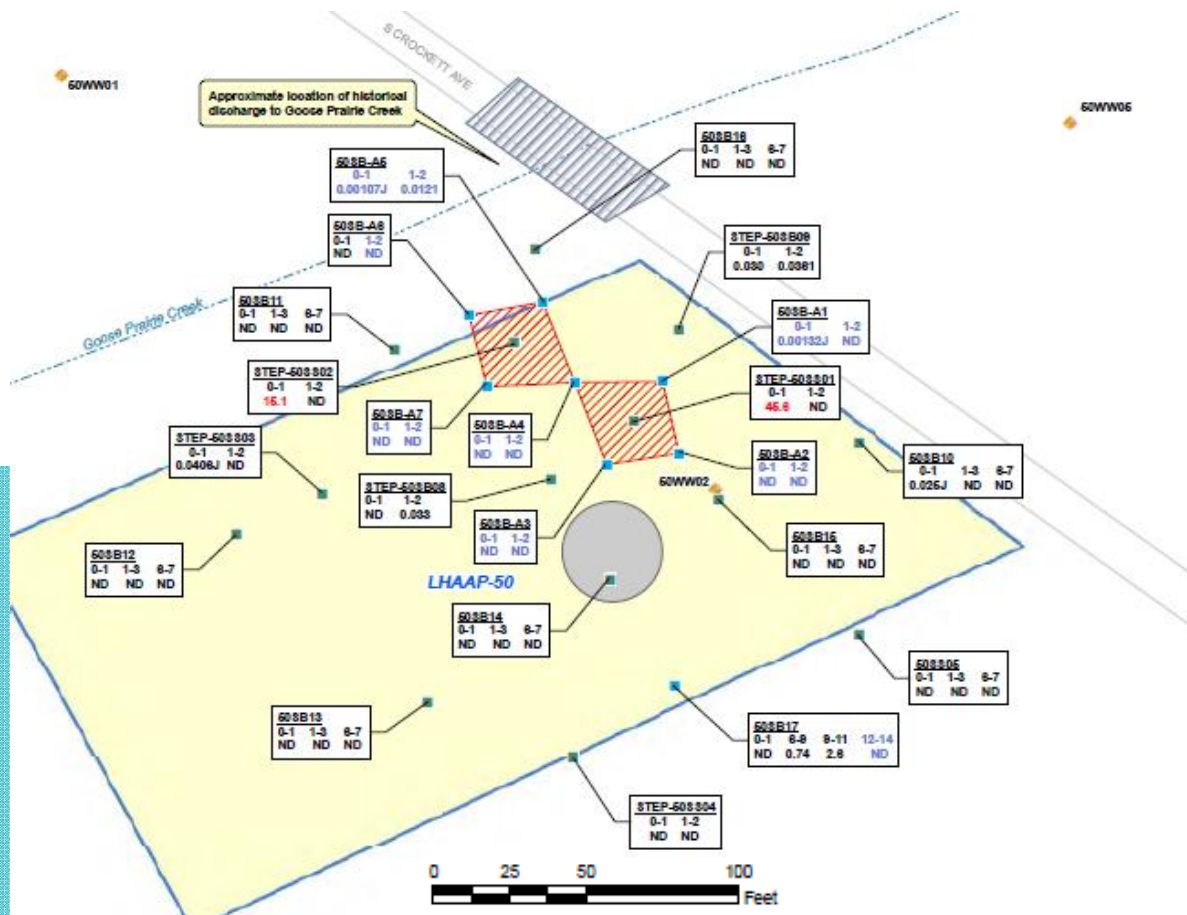 S CROCKETT AVE
50WW01
50WW05
Approximate location of historical
discharge to Goose Prairie Creek
50SB16
0-1 1-3 6-7
ND ND ND
50SB-A5
0-1 1-2
0.00107J 0.0121
50SB-A6
0-1 1-2
ND ND
STEP-50SB09
0-1 1-2
0.030 0.0361
Goose Prairie Creek
50SB11
0-1 1-3 6-7
ND ND ND
50SB-A1
0-1 1-2
0.00132J ND
STEP-50SS02
0-1 1-2
15.1 ND
STEP-50SS01
0-1 1-2
45.6 ND
50SB-A7
0-1 1-2
ND ND
50SB-A4
0-1 1-2
ND ND
STEP-50SS03
0-1 1-2
0.0406J ND
50SB-A2
0-1 1-2
ND ND
50SB10
0-1 1-3 6-7
0.025J ND ND
50WW02
STEP-50SB08
0-1 1-2
ND 0.033
50SB-A3
0-1 1-2
ND ND
50SB15
0-1 1-3 6-7
ND ND ND
50SB12
0-1 1-3 6-7
ND ND ND
LHAAP-50
50SB14
0-1 1-3 6-7
ND ND ND
50SS05
0-1 1-3 6-7
ND ND ND
50SB13
0-1 1-3 6-7
ND ND ND
50SB17
0-1 6-9 9-11 12-14
ND 0.74 2.6 ND
STEP-50SS04
0-1 1-2
ND ND
0 25 50 100
Feet